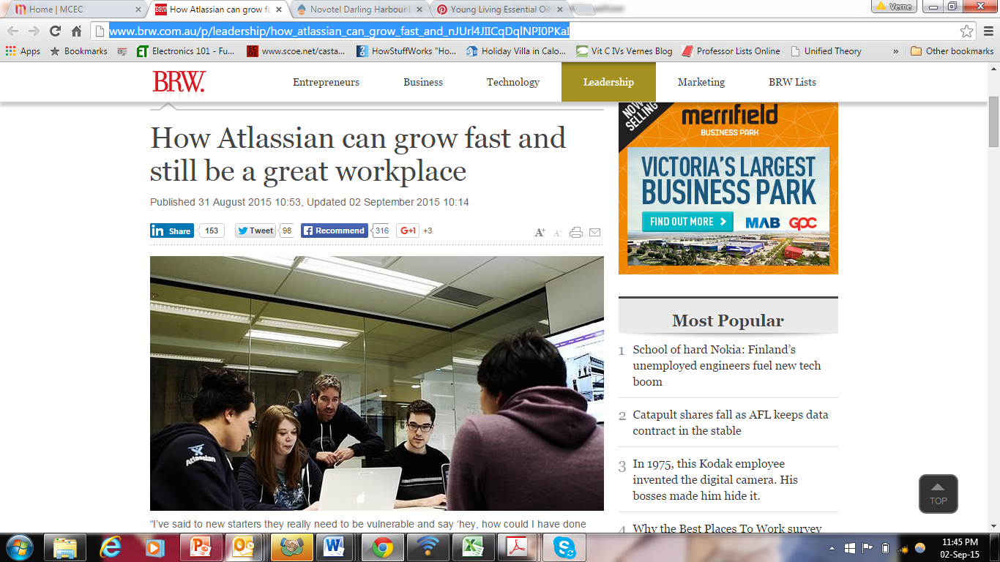 Home | MCEC
How Atlassian can grow fa
Novotel Darling Harbour
Young Living Essential Oil
Verne
www.brw.com.au/p/leadership/how_atlassian_can_grow_fast_and_nJUrl4JIICqDqlNPI0PKaI
Apps
Bookmarks
Electronics 101 - Fu...
www.scoe.net/casta...
HowStuffWorks "Ho...
Holiday Villa in Calo...
Vit C IVs Vernes Blog
Professor Lists Online
Unified Theory
»
Other bookmarks
BRW.
Entrepreneurs
Business
Technology
Leadership
Marketing
BRW Lists
How Atlassian can grow fast and
still be a great workplace
Published 31 August 2015 10:53, Updated 02 September 2015 10:14
in Share 153
Tweet 98
Recommend 316
G+1 +3
A+ A-
Atlassian
"I've said to new starters they really need to be vulnerable and say 'hey, how could I have done
NOW SELLING
merrifield
BUSINESS PARK
VICTORIA'S LARGEST
BUSINESS PARK
FIND OUT MORE
MAB GPC
Most Popular
1 School of hard Nokia: Finland's
unemployed engineers fuel new tech
boom
2 Catapult shares fall as AFL keeps data
contract in the stable
3 In 1975, this Kodak employee
invented the digital camera. His
bosses made him hide it.
4 Why the Best Places To Work survey
TOP
11:45 PM
02-Sep-15